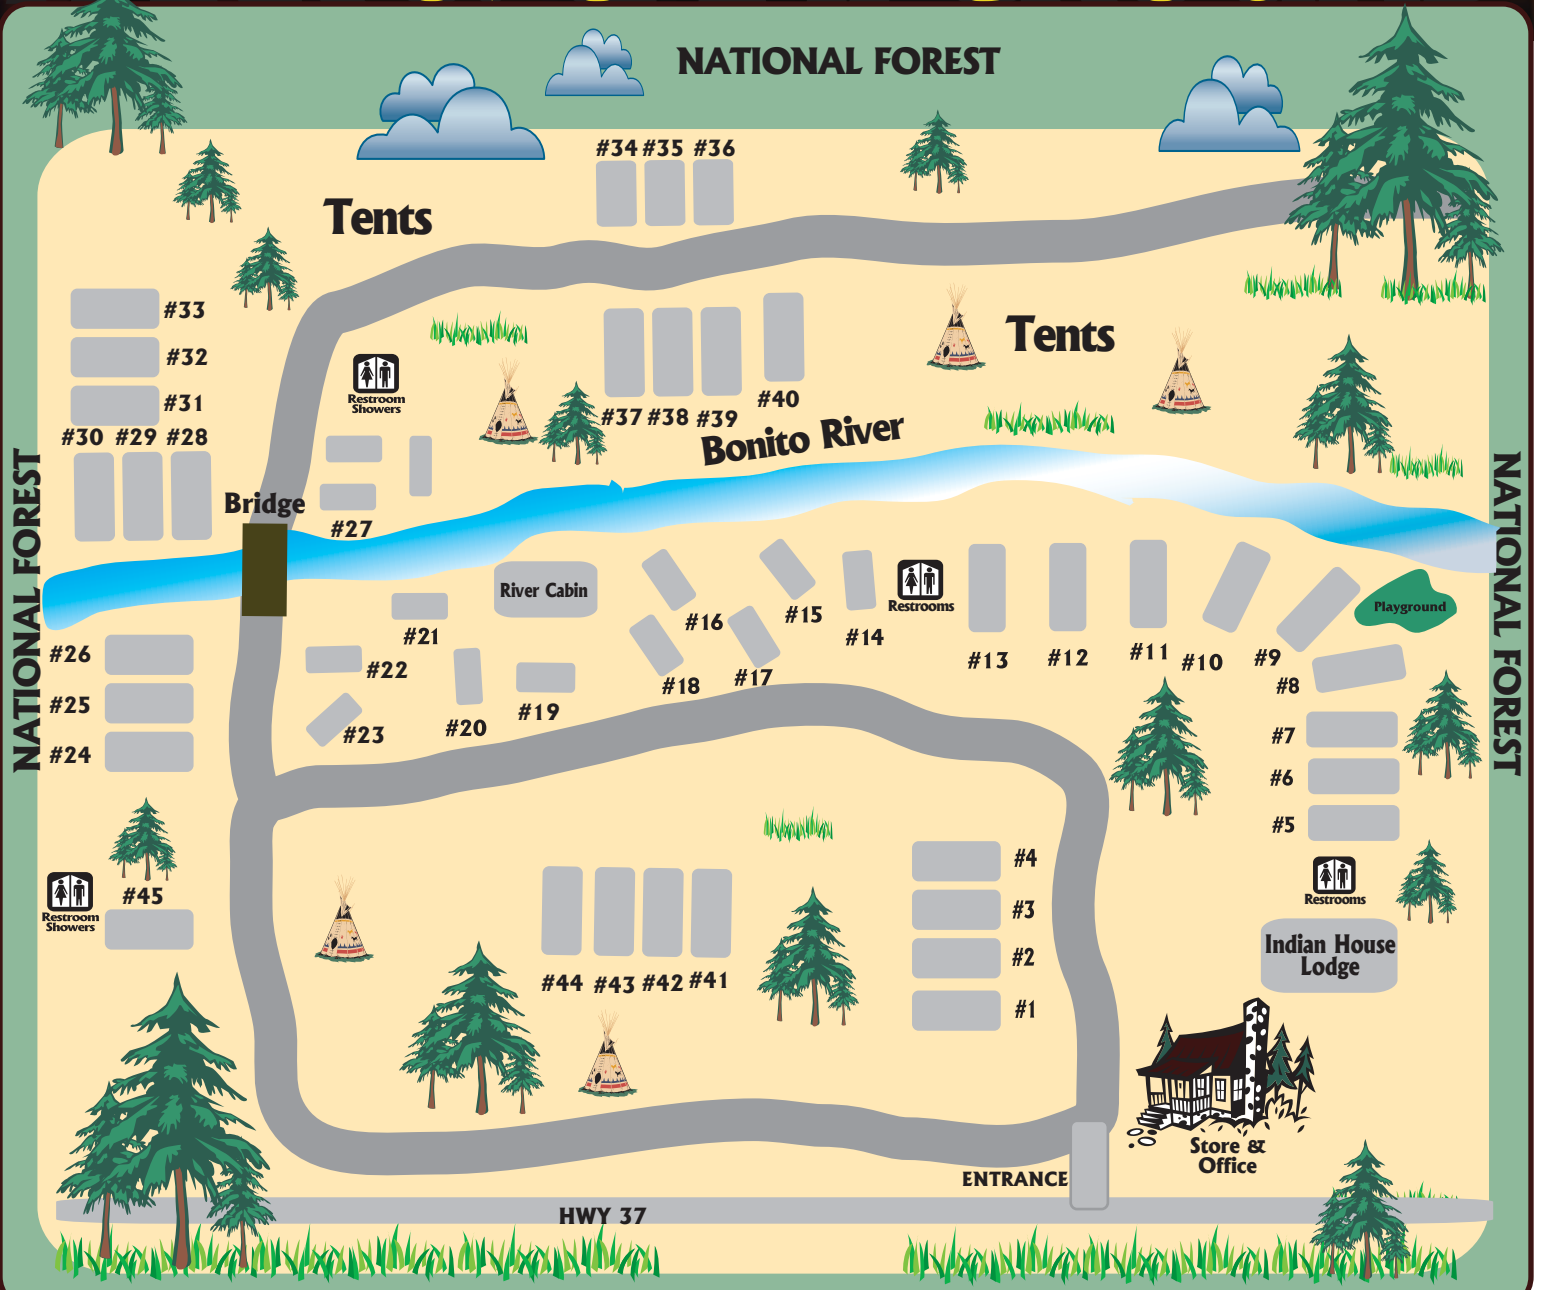 NATIONAL FOREST
#34 #35 #36
Tents
#33
#32
#31
#30 #29 #28
Restroom
Showers
Tents
#37 #38 #39 #40
Bonito River
Bridge
#27
NATIONAL FOREST
NATIONAL FOREST
River Cabin
#21
#22
#23
#20
#19
#16
#18
#15
#17
#14
Restrooms
#13
#12
#11
#10
#9
#8
Playground
#26
#25
#24
#7
#6
#5
Restrooms
Indian House
Lodge
#4
#3
#2
#1
#45
Restroom
Showers
#44 #43 #42 #41
Store &
Office
ENTRANCE
HWY 37